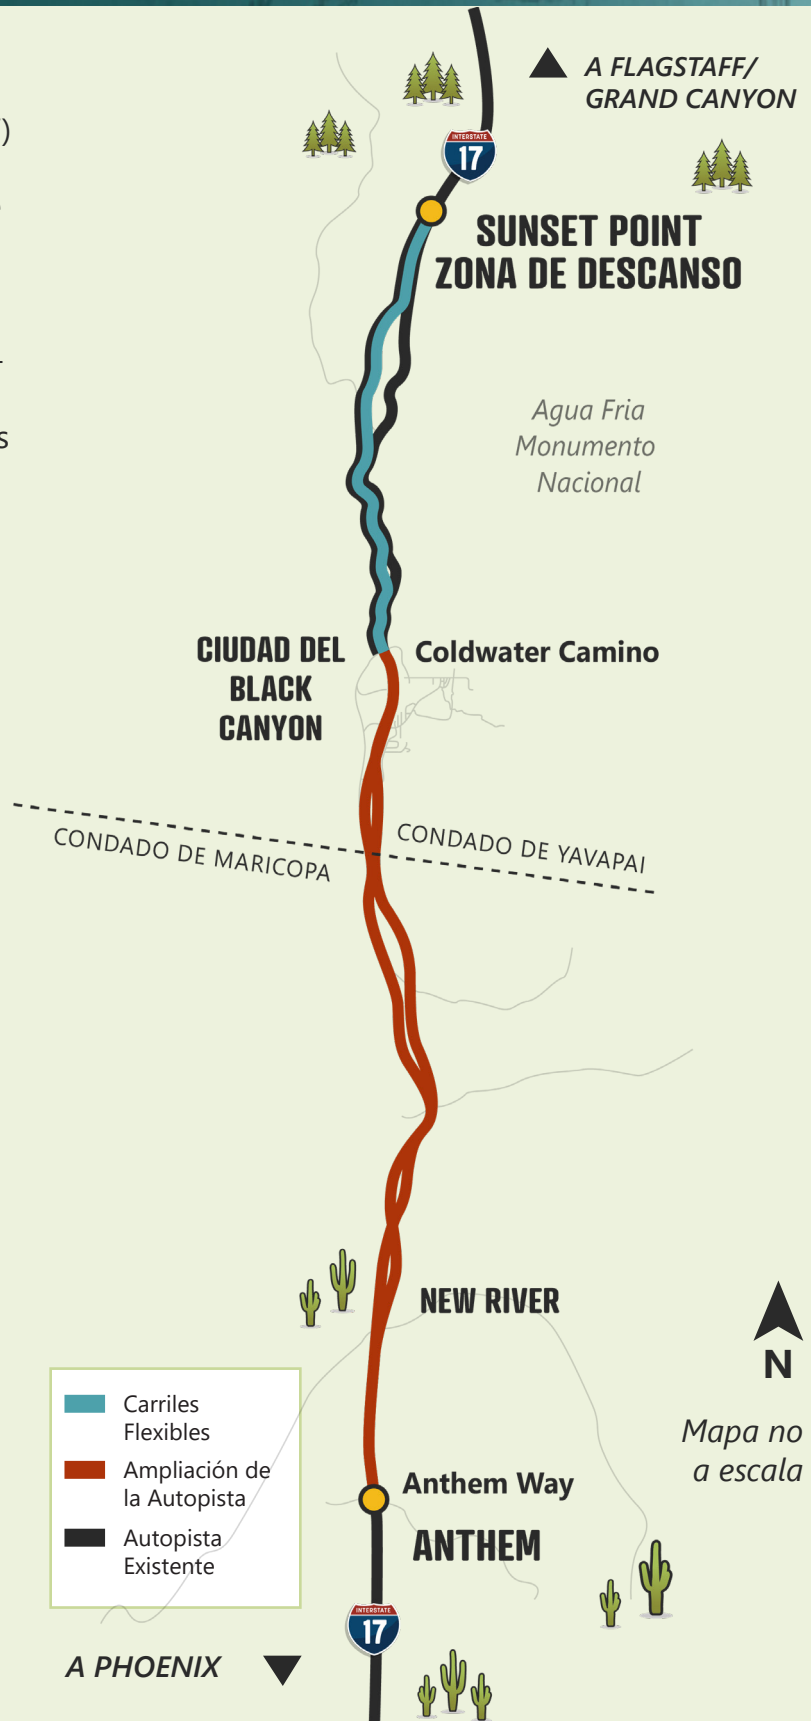 A FLAGSTAFF/
GRAND CANYON
)
INTERSTATE
17
SUNSET POINT
ZONA DE DESCANSO
Agua Fria
Monumento
Nacional
s
CIUDAD DEL
BLACK
CANYON
Coldwater Camino
CONDADO DE MARICOPA
CONDADO DE YAVAPAI
NEW RIVER
N
Mapa no
a escala
Carriles
Flexibles
Ampliación de
la Autopista
Autopista
Existente
Anthem Way
ANTHEM
INTERSTATE
17
A PHOENIX